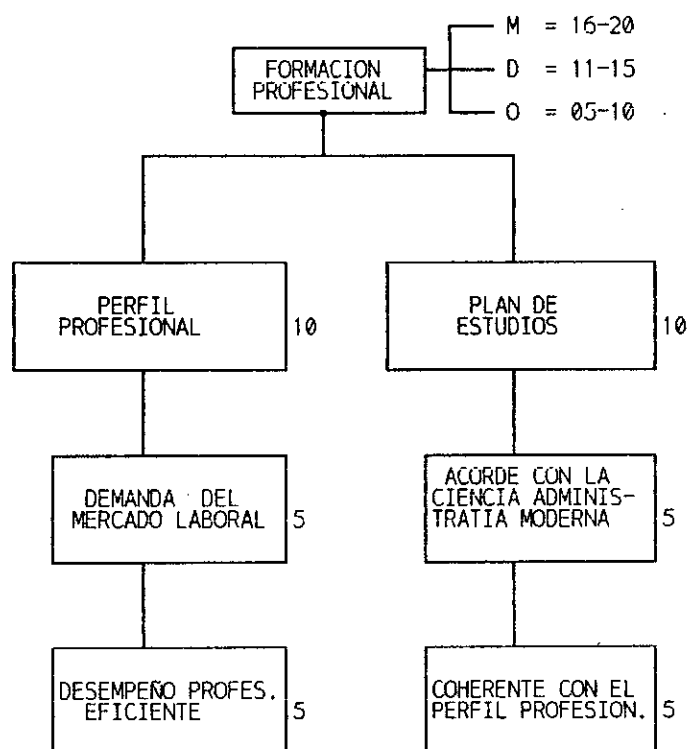 M = 16-20
FORMACION
PROFESIONAL
D = 11-15
O = 05-10
PERFIL
PROFESIONAL
10
PLAN DE
ESTUDIOS
10
DEMANDA DEL
MERCADO LABORAL
5
ACORDE CON LA
CIENCIA ADMINIS-
TRATIA MODERNA
5
DESEMPEÑO PROFES.
EFICIENTE
5
COHERENTE CON EL
PERFIL PROFESION.
5